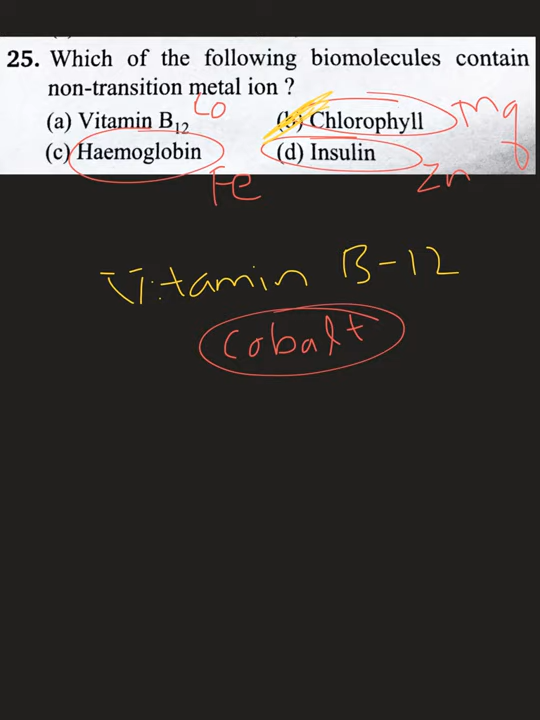 25. Which of the following biomolecules contain
non-transition metal ion ?
(a) Vitamin B12 Co
(b) Chlorophyll Mg
(c) Haemoglobin Fe
(d) Insulin Zn
Vitamin B-12
Cobalt